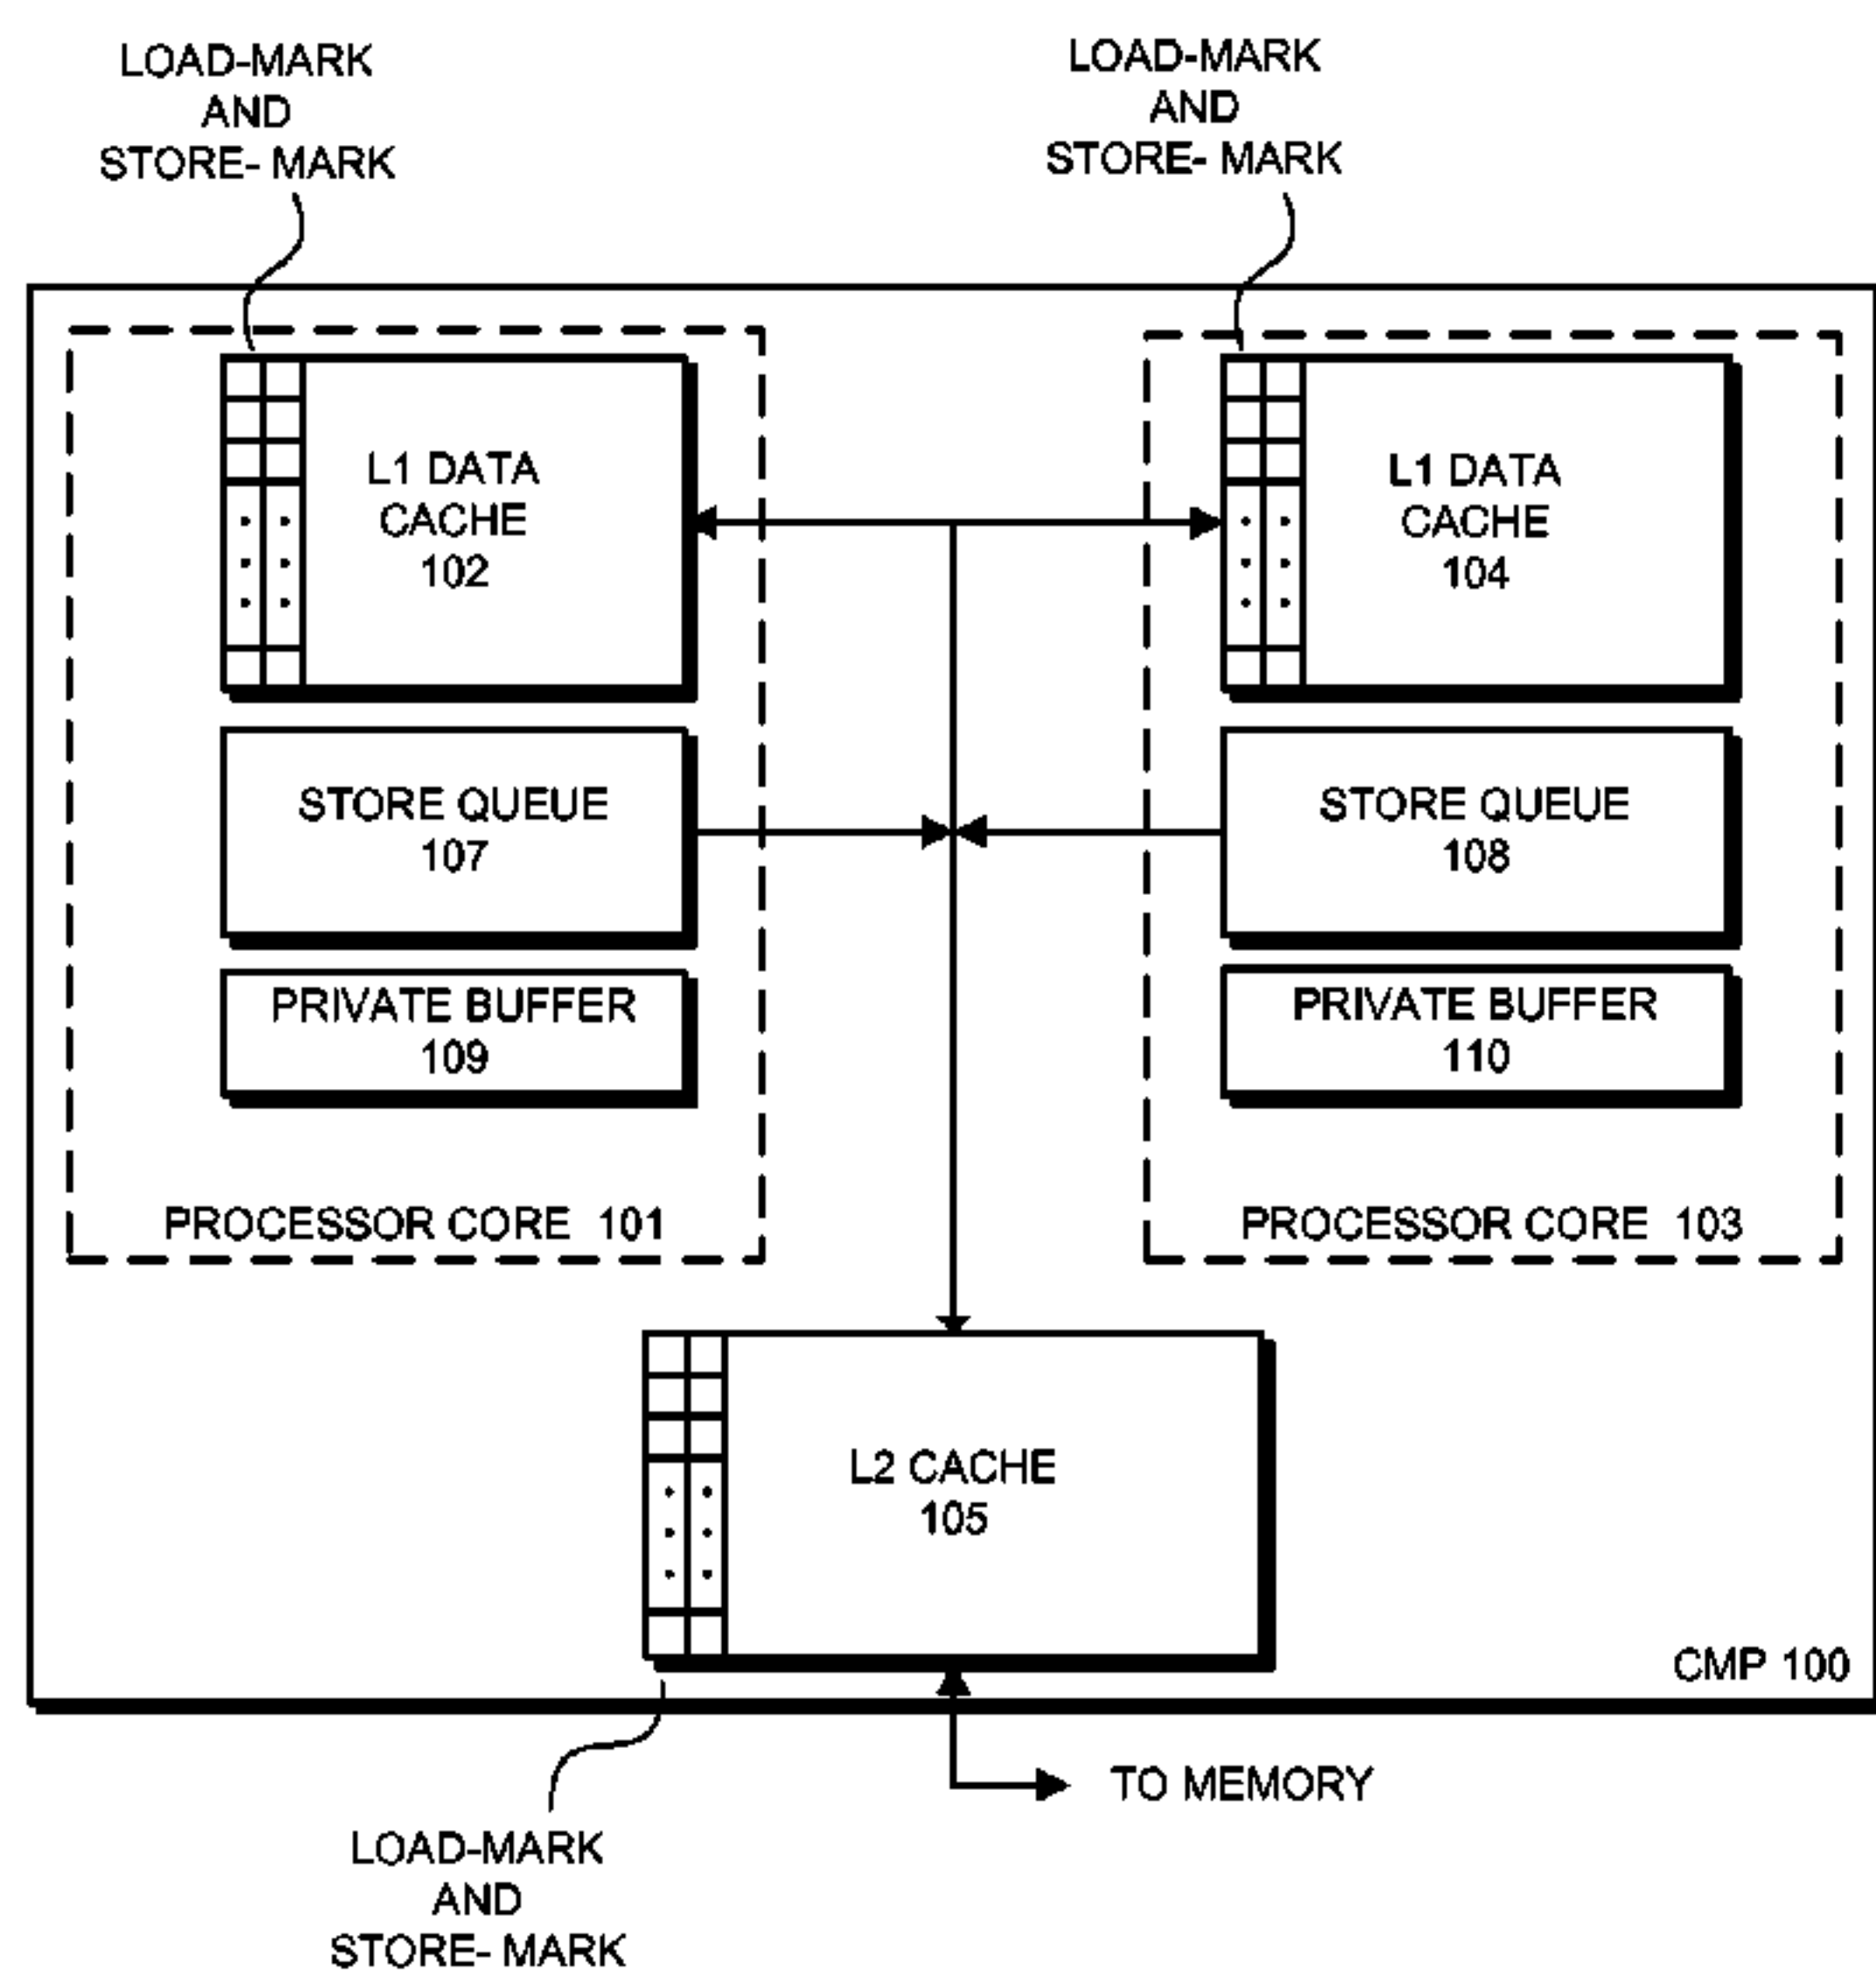 LOAD-MARK
AND
STORE- MARK
LOAD-MARK
AND
STORE- MARK
L1 DATA
CACHE
102
L1 DATA
CACHE
104
STORE QUEUE
107
STORE QUEUE
108
PRIVATE BUFFER
109
PRIVATE BUFFER
110
PROCESSOR CORE 101
PROCESSOR CORE 103
L2 CACHE
105
CMP 100
TO MEMORY
LOAD-MARK
AND
STORE- MARK